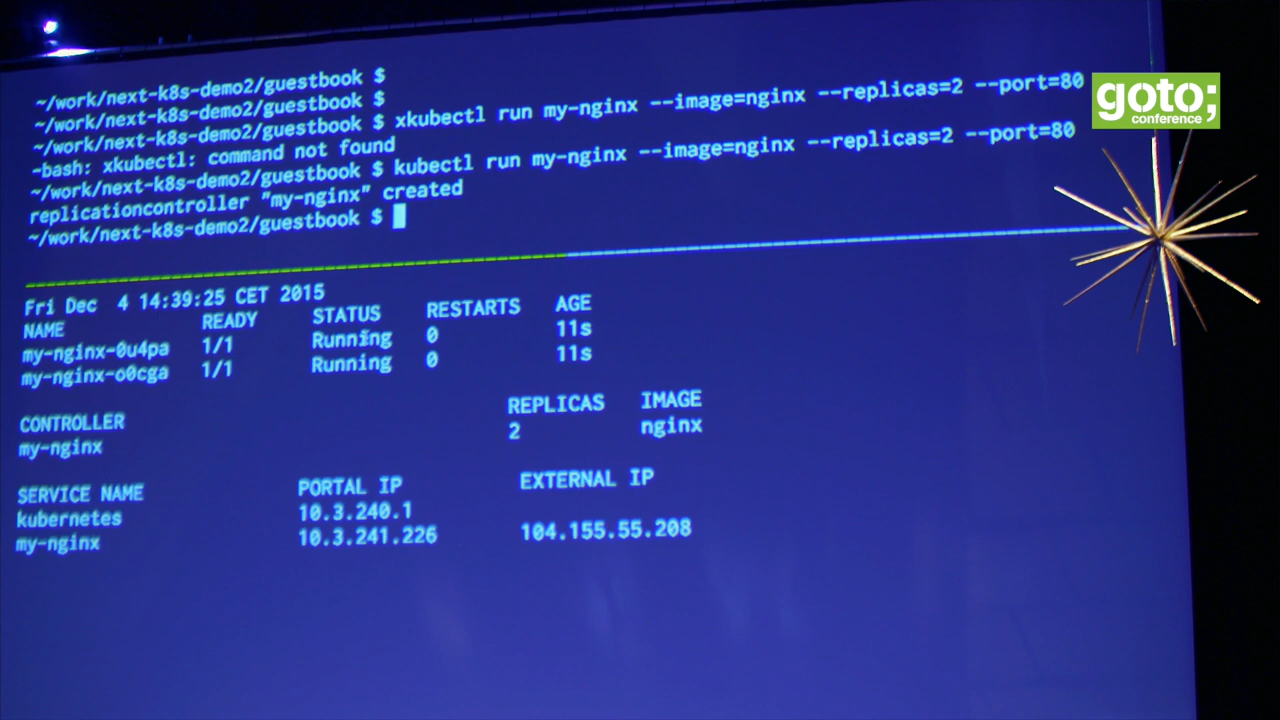 ~/work/next-k8s-demo2/guestbook $
~/work/next-k8s-demo2/guestbook $
~/work/next-k8s-demo2/guestbook $ xkubectl run my-nginx --image=nginx --replicas=2 --port=80
-bash: xkubectl: command not found
~/work/next-k8s-demo2/guestbook $ kubectl run my-nginx --image=nginx --replicas=2 --port=80
replicationcontroller "my-nginx" created
~/work/next-k8s-demo2/guestbook $
goto;
conference
Fri Dec 4 14:39:25 CET 2015
NAME READY STATUS RESTARTS AGE
my-nginx-0u4pa 1/1 Running 0 11s
my-nginx-o0cga 1/1 Running 0 11s
CONTROLLER REPLICAS IMAGE
my-nginx 2 nginx
SERVICE NAME PORTAL IP EXTERNAL IP
kubernetes 10.3.240.1
my-nginx 10.3.241.226 104.155.55.208